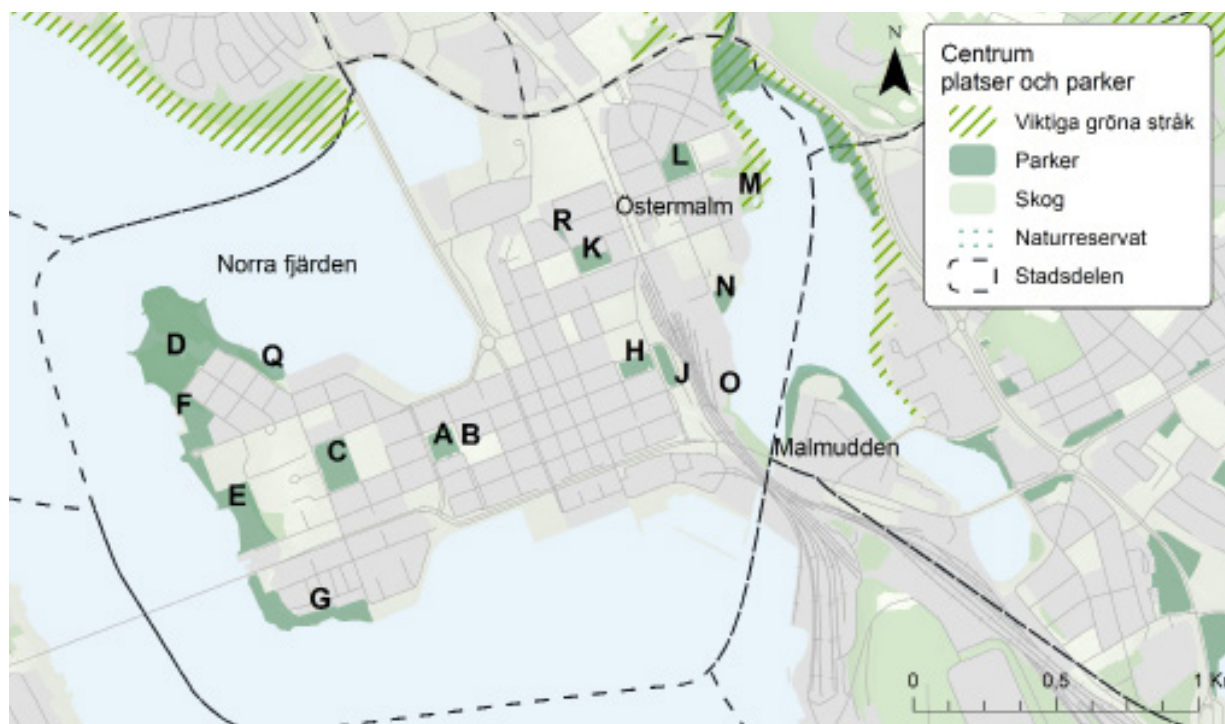 N
Centrum
platser och parker
Viktiga gröna stråk
Parker
Skog
Naturreservat
Stadsdelen
L
M
Östermalm
R
K
Norra fjärden
N
D
Q
H
J
O
F
A B
C
Malmudden
E
G
0
0,5
1 K